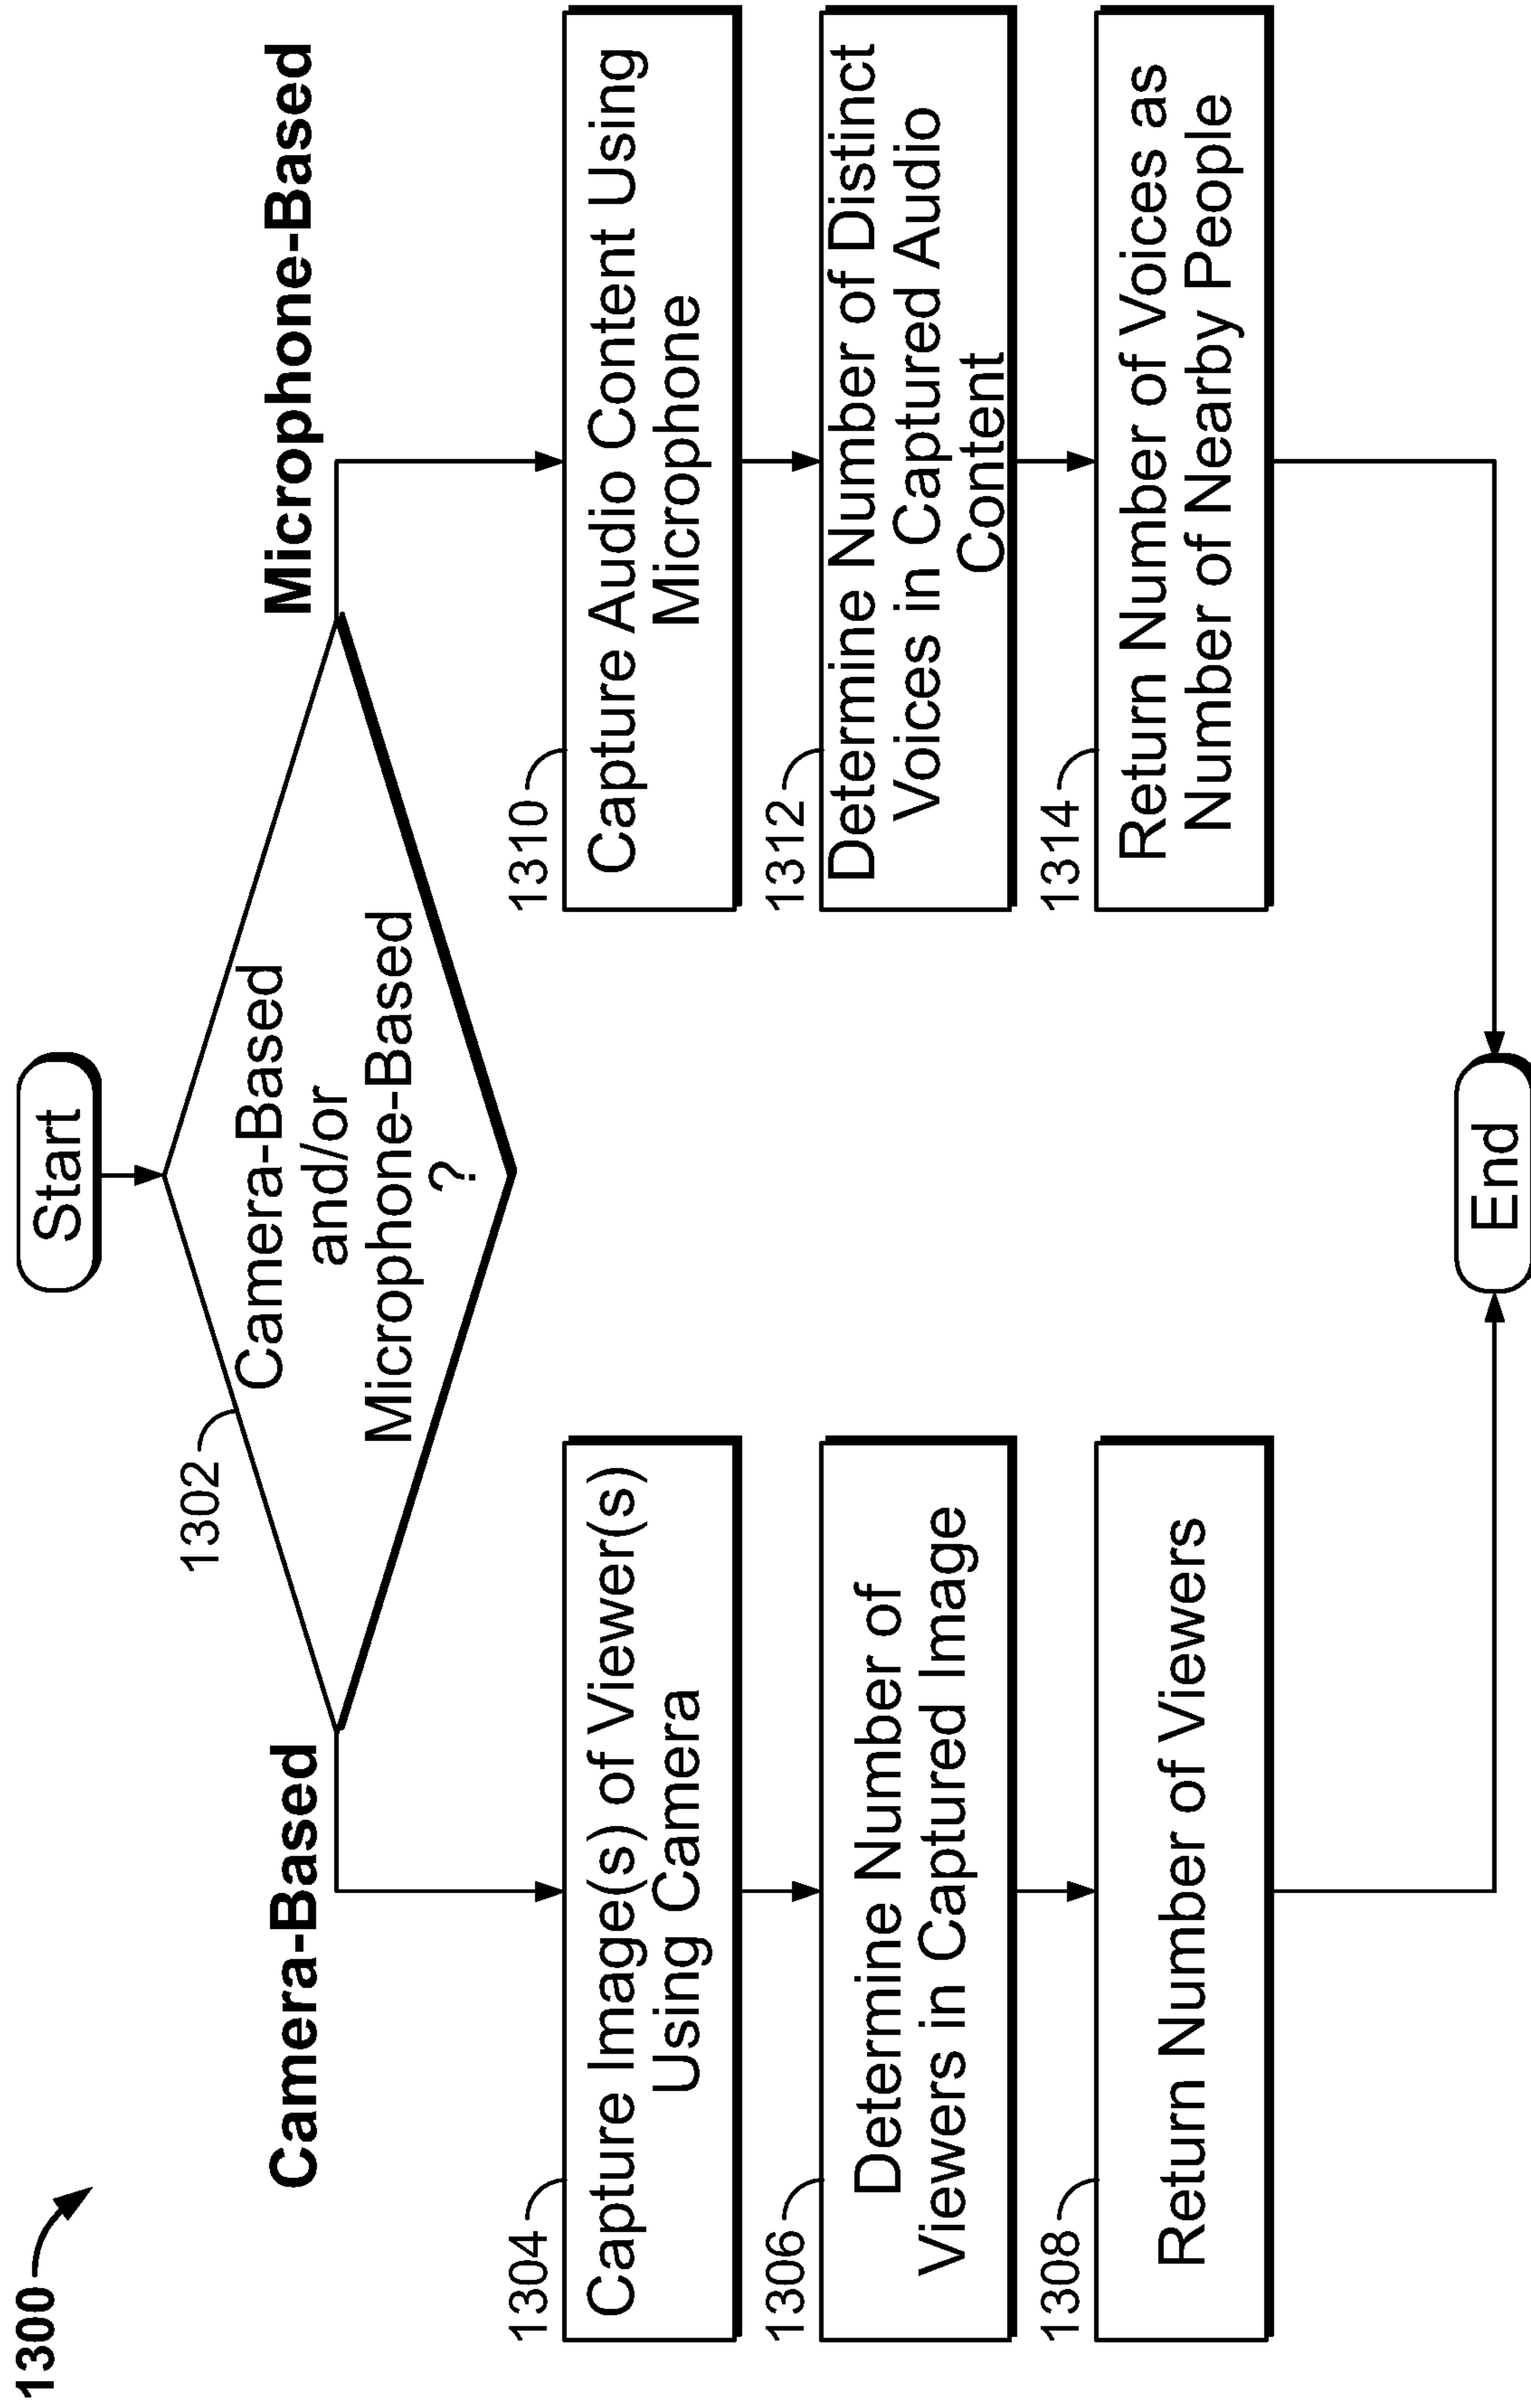 1300
Start
1302
Camera-Based
and/or
Microphone-Based
?
Camera-Based
Microphone-Based
1304
Capture Image(s) of Viewer(s)
Using Camera
1306
Determine Number of
Viewers in Captured Image
1308
Return Number of Viewers
1310
Capture Audio Content Using
Microphone
1312
Determine Number of Distinct
Voices in Captured Audio
Content
1314
Return Number of Voices as
Number of Nearby People
End